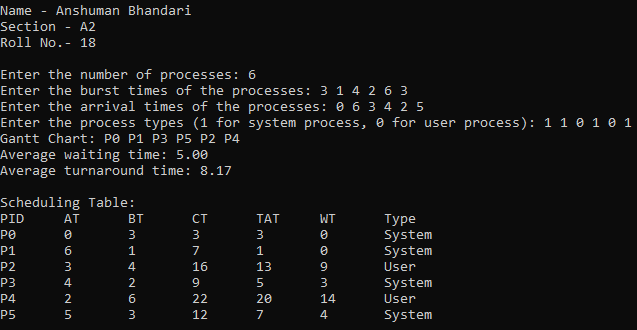 Name - Anshuman Bhandari
Section - A2
Roll No.- 18
Enter the number of processes: 6
Enter the burst times of the processes: 3 1 4 2 6 3
Enter the arrival times of the processes: 0 6 3 4 2 5
Enter the process types (1 for system process, 0 for user process): 1 1 0 1 0 1
Gantt Chart: P0 P1 P3 P5 P2 P4
Average waiting time: 5.00
Average turnaround time: 8.17
Scheduling Table:
PID AT BT CT TAT WT Type
P0 0 3 3 3 0 System
P1 6 1 7 1 0 System
P2 3 4 16 13 9 User
P3 4 2 9 5 3 System
P4 2 6 22 20 14 User
P5 5 3 12 7 4 System